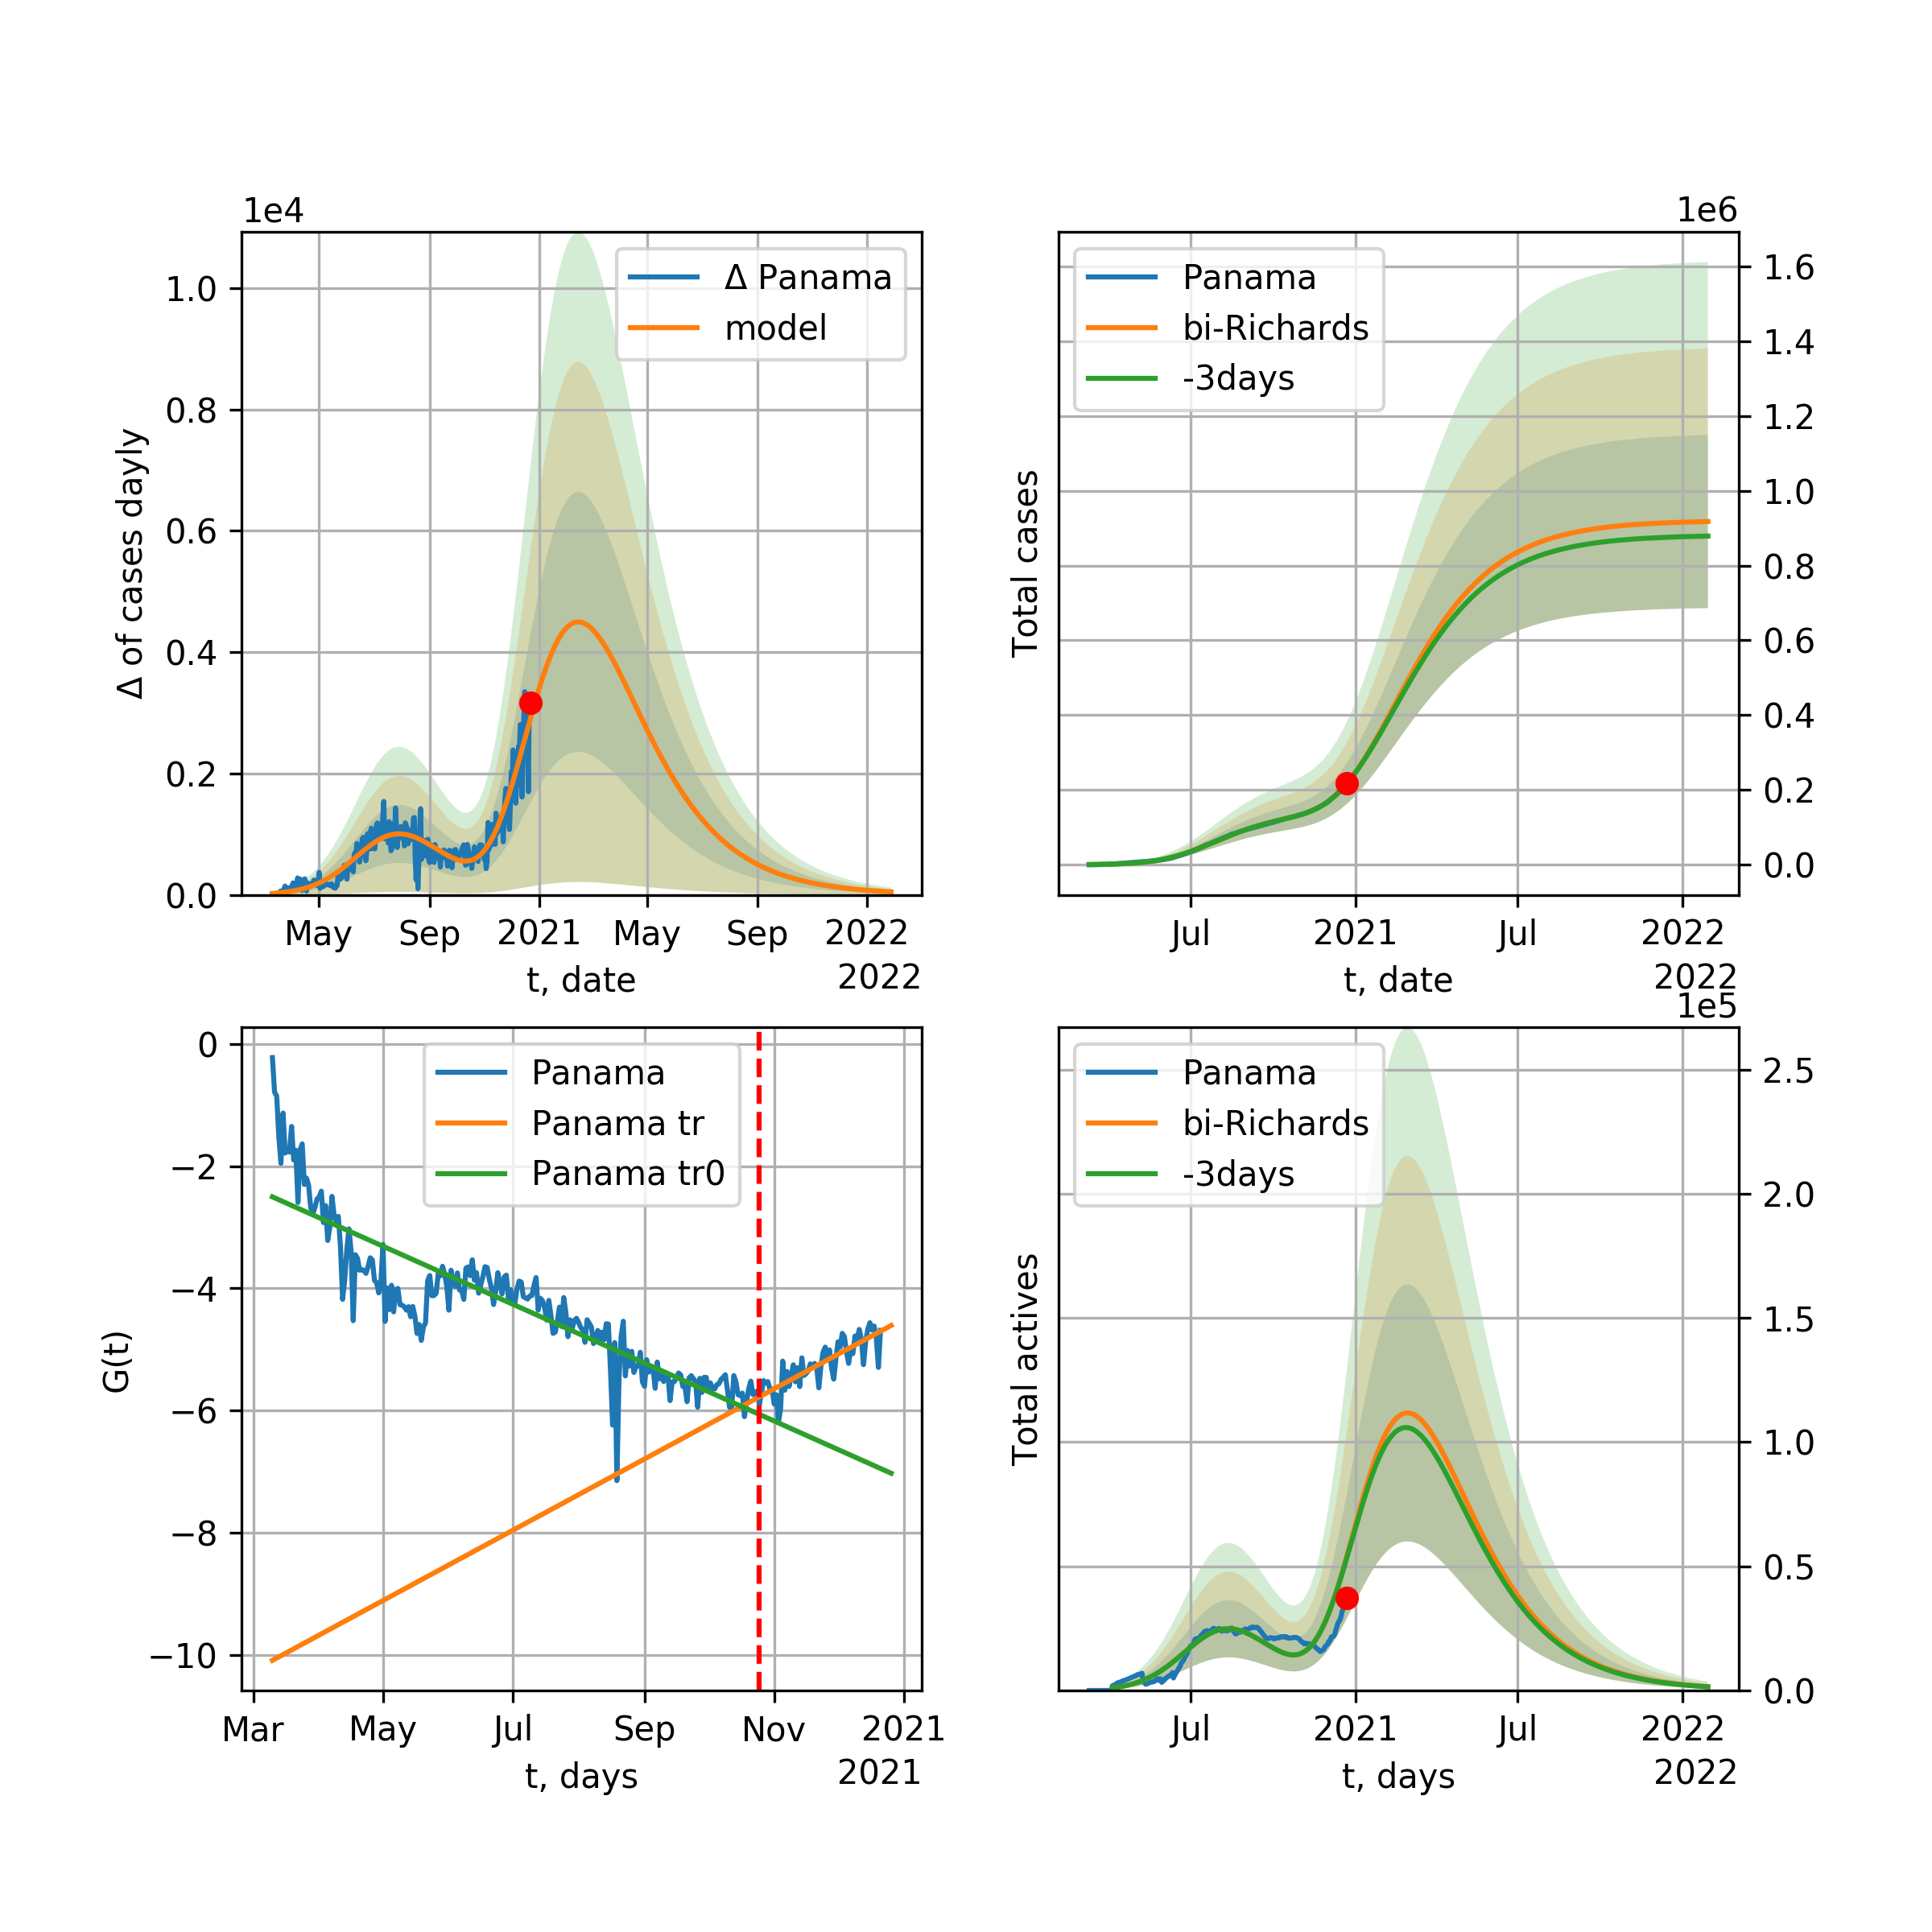 1e4
Δ of cases dayly
1.0
0.8
0.6
0.4
0.2
0.0
Δ Panama
model
May Sep 2021 May Sep 2022
t, date
2022
1e6
Total cases
Panama
bi-Richards
-3days
1.6
1.4
1.2
1.0
0.8
0.6
0.4
0.2
0.0
Jul 2021 Jul 2022
t, date
2022
G(t)
0
−2
−4
−6
−8
−10
Panama
Panama tr
Panama tr0
Mar May Jul Sep Nov 2021
t, days
2021
1e5
Total actives
Panama
bi-Richards
-3days
2.5
2.0
1.5
1.0
0.5
0.0
Jul 2021 Jul 2022
t, days
2022